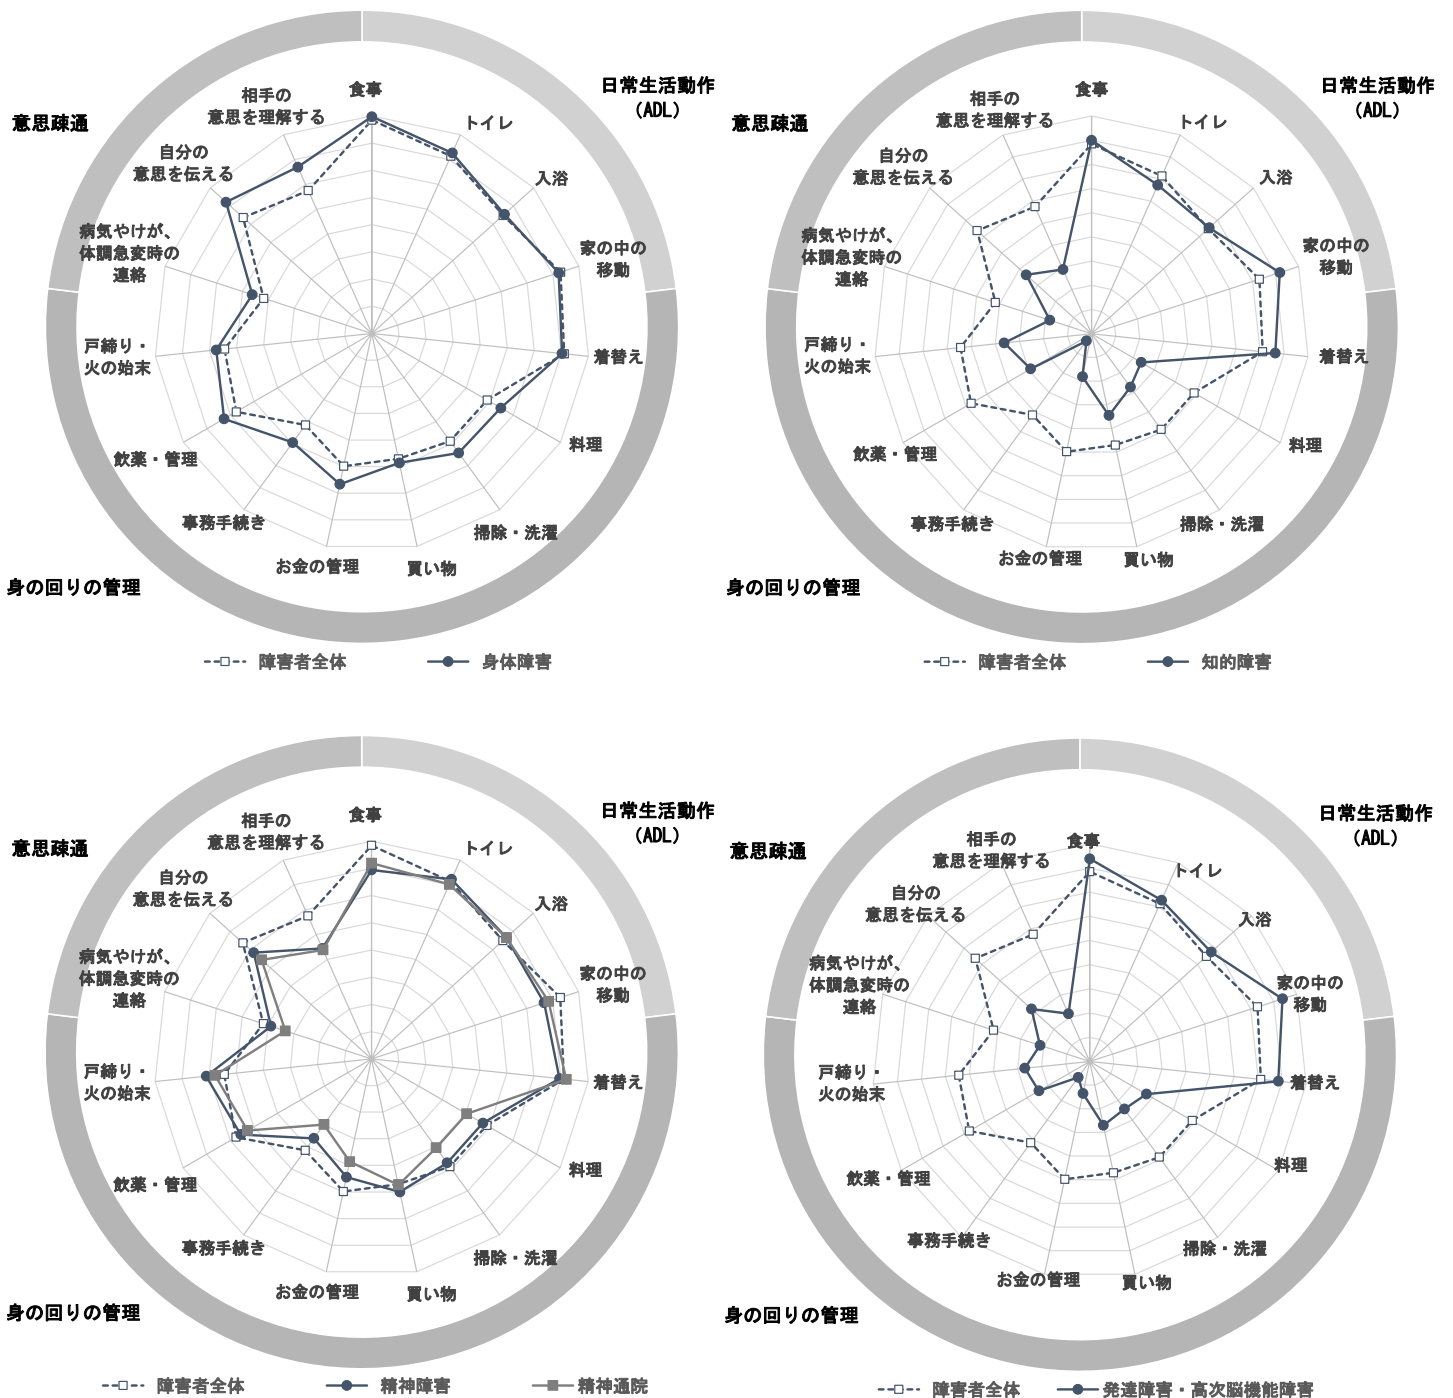 食事
日常生活動作
(ADL)
相手の
意思を理解する
トイレ
意思疎通
自分の
意思を伝える
入浴
病気やけが、
体調急変時の
連絡
家の中の
移動
戸締り・
火の始末
着替え
飲薬・管理
料理
事務手続き
掃除・洗濯
お金の管理
買い物
身の回りの管理
障害者全体
身体障害
食事
日常生活動作
(ADL)
相手の
意思を理解する
トイレ
意思疎通
自分の
意思を伝える
入浴
病気やけが、
体調急変時の
連絡
家の中の
移動
戸締り・
火の始末
着替え
飲薬・管理
料理
事務手続き
掃除・洗濯
お金の管理
買い物
身の回りの管理
障害者全体
知的障害
食事
日常生活動作
(ADL)
相手の
意思を理解する
トイレ
意思疎通
自分の
意思を伝える
入浴
病気やけが、
体調急変時の
連絡
家の中の
移動
戸締り・
火の始末
着替え
飲薬・管理
料理
事務手続き
掃除・洗濯
お金の管理
買い物
身の回りの管理
障害者全体
精神障害
精神通院
食事
日常生活動作
(ADL)
相手の
意思を理解する
トイレ
意思疎通
自分の
意思を伝える
入浴
病気やけが、
体調急変時の
連絡
家の中の
移動
戸締り・
火の始末
着替え
飲薬・管理
料理
事務手続き
掃除・洗濯
お金の管理
買い物
身の回りの管理
障害者全体
発達障害・高次脳機能障害